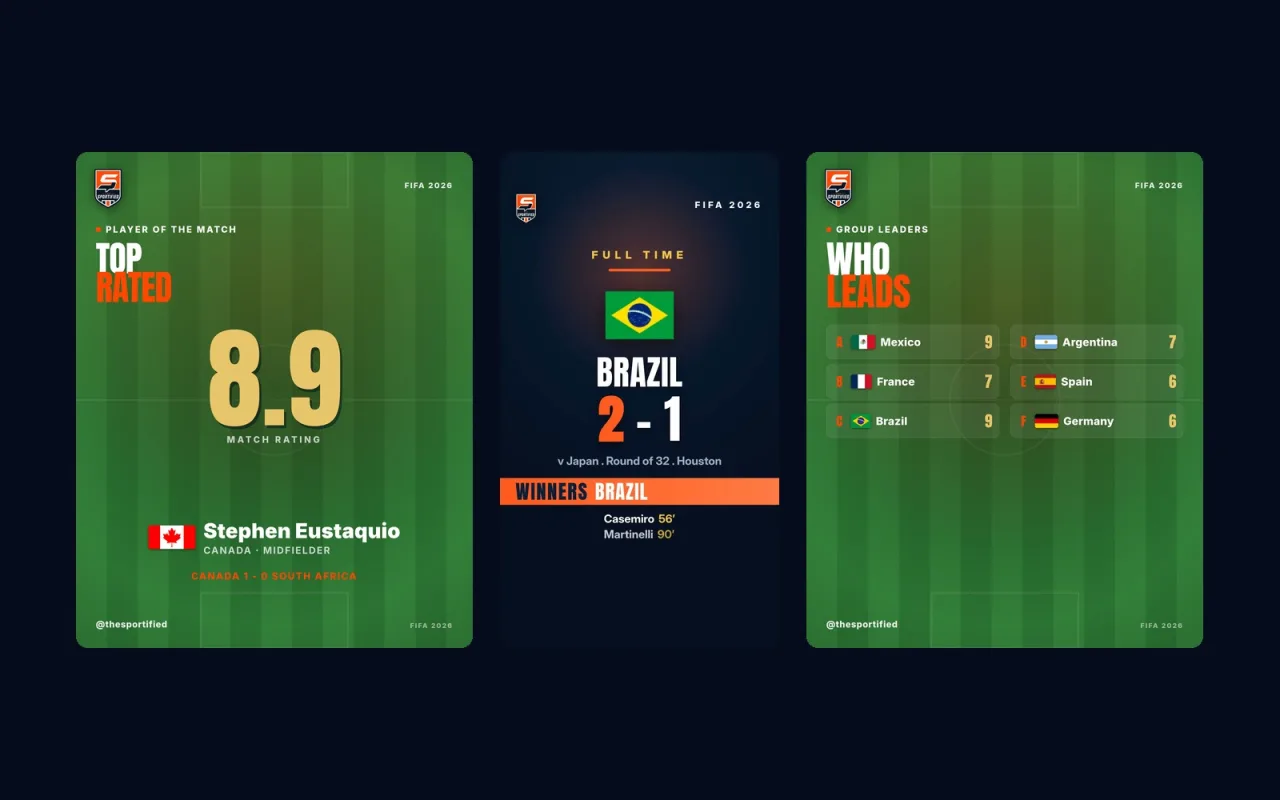 SPORTIFIED
FIFA 2026
PLAYER OF THE MATCH
TOP
RATED
8.9
MATCH RATING
Stephen Eustaquio
CANADA · MIDFIELDER
CANADA 1 - 0 SOUTH AFRICA
@thesportified
FIFA 2026
SPORTIFIED
FIFA 2026
FULL TIME
BRAZIL
2 - 1
v Japan . Round of 32 . Houston
WINNERS BRAZIL
Casemiro 56'
Martinelli 90'
SPORTIFIED
FIFA 2026
GROUP LEADERS
WHO
LEADS
A Mexico 9
D Argentina 7
B France 7
E Spain 6
C Brazil 9
F Germany 6
@thesportified
FIFA 2026